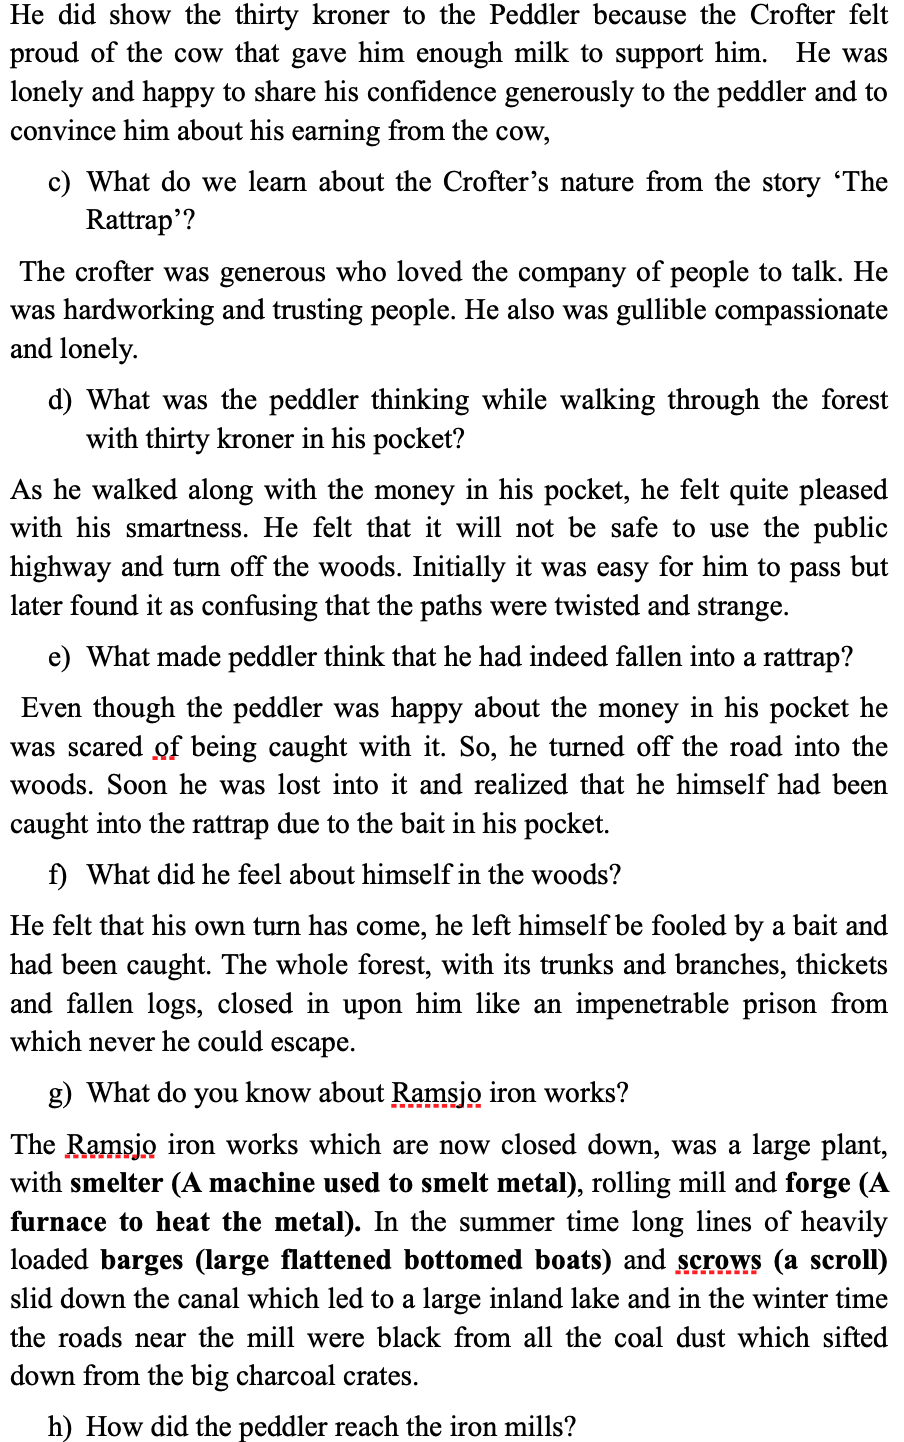 He did show the thirty kroner to the Peddler because the Crofter felt
proud of the cow that gave him enough milk to support him. He was
lonely and happy to share his confidence generously to the peddler and to
convince him about his earning from the cow,
c) What do we learn about the Crofter’s nature from the story ‘The
Rattrap’?
The crofter was generous who loved the company of people to talk. He
was hardworking and trusting people. He also was gullible compassionate
and lonely.
d) What was the peddler thinking while walking through the forest
with thirty kroner in his pocket?
As he walked along with the money in his pocket, he felt quite pleased
with his smartness. He felt that it will not be safe to use the public
highway and turn off the woods. Initially it was easy for him to pass but
later found it as confusing that the paths were twisted and strange.
e) What made peddler think that he had indeed fallen into a rattrap?
Even though the peddler was happy about the money in his pocket he
was scared of being caught with it. So, he turned off the road into the
woods. Soon he was lost into it and realized that he himself had been
caught into the rattrap due to the bait in his pocket.
f) What did he feel about himself in the woods?
He felt that his own turn has come, he left himself be fooled by a bait and
had been caught. The whole forest, with its trunks and branches, thickets
and fallen logs, closed in upon him like an impenetrable prison from
which never he could escape.
g) What do you know about Ramsjo iron works?
The Ramsjo iron works which are now closed down, was a large plant,
with smelter (A machine used to smelt metal), rolling mill and forge (A
furnace to heat the metal). In the summer time long lines of heavily
loaded barges (large flattened bottomed boats) and scrows (a scroll)
slid down the canal which led to a large inland lake and in the winter time
the roads near the mill were black from all the coal dust which sifted
down from the big charcoal crates.
h) How did the peddler reach the iron mills?